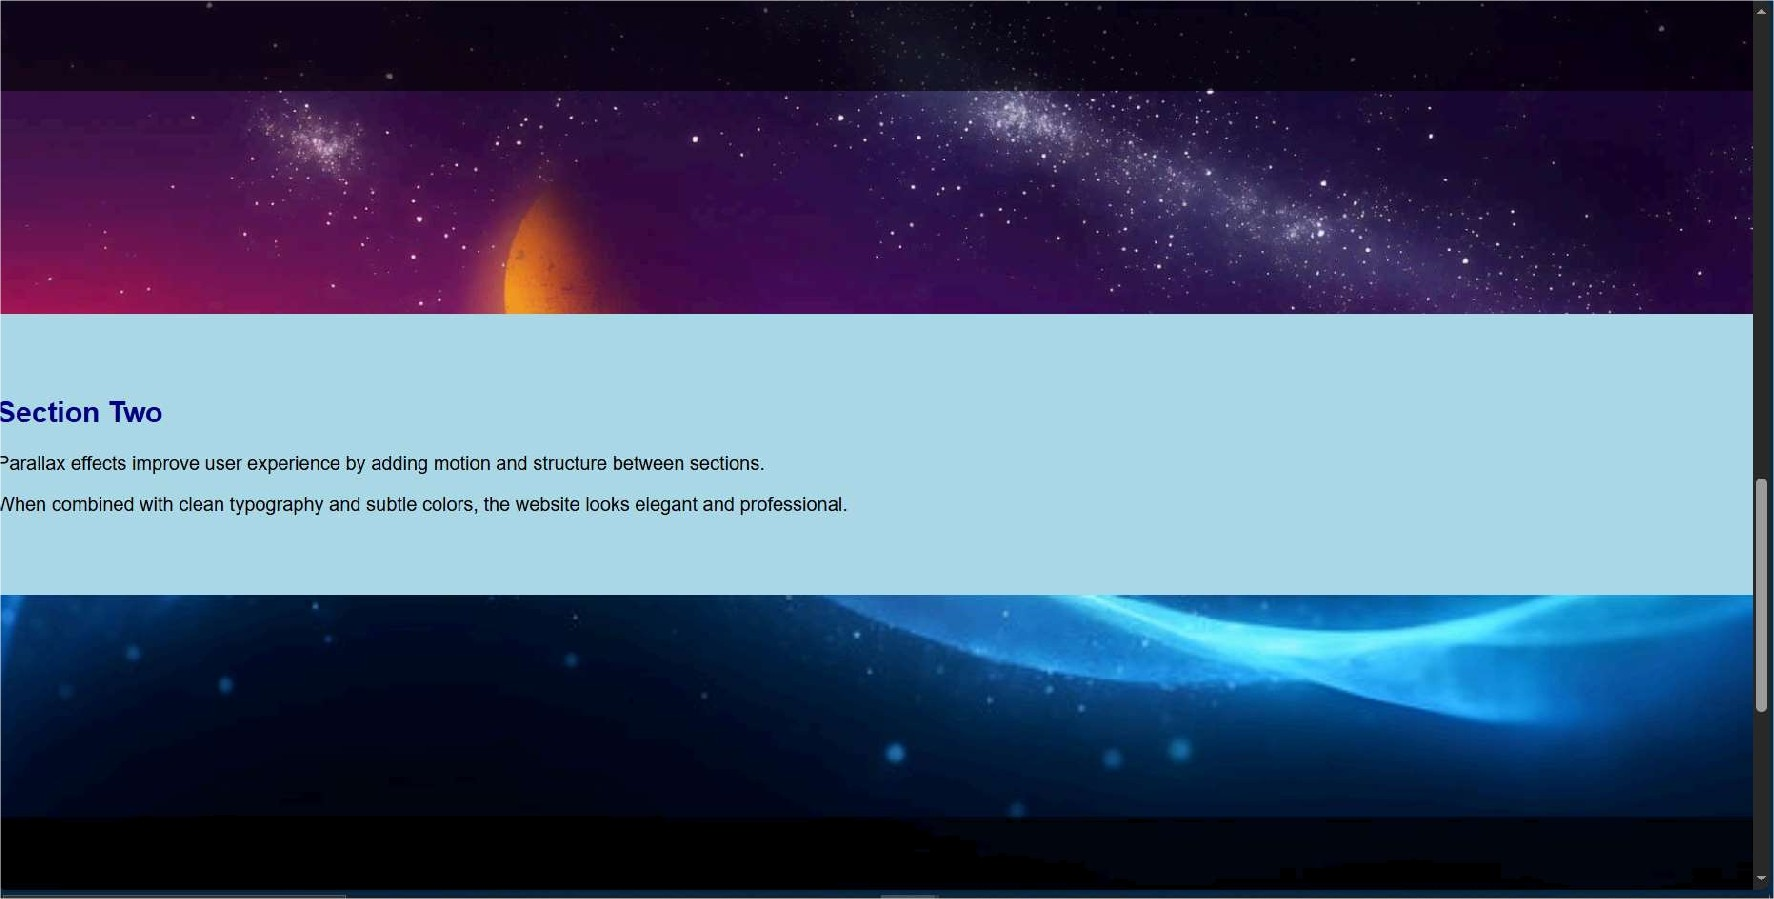 Section Two
Parallax effects improve user experience by adding motion and structure between sections.
When combined with clean typography and subtle colors, the website looks elegant and professional.